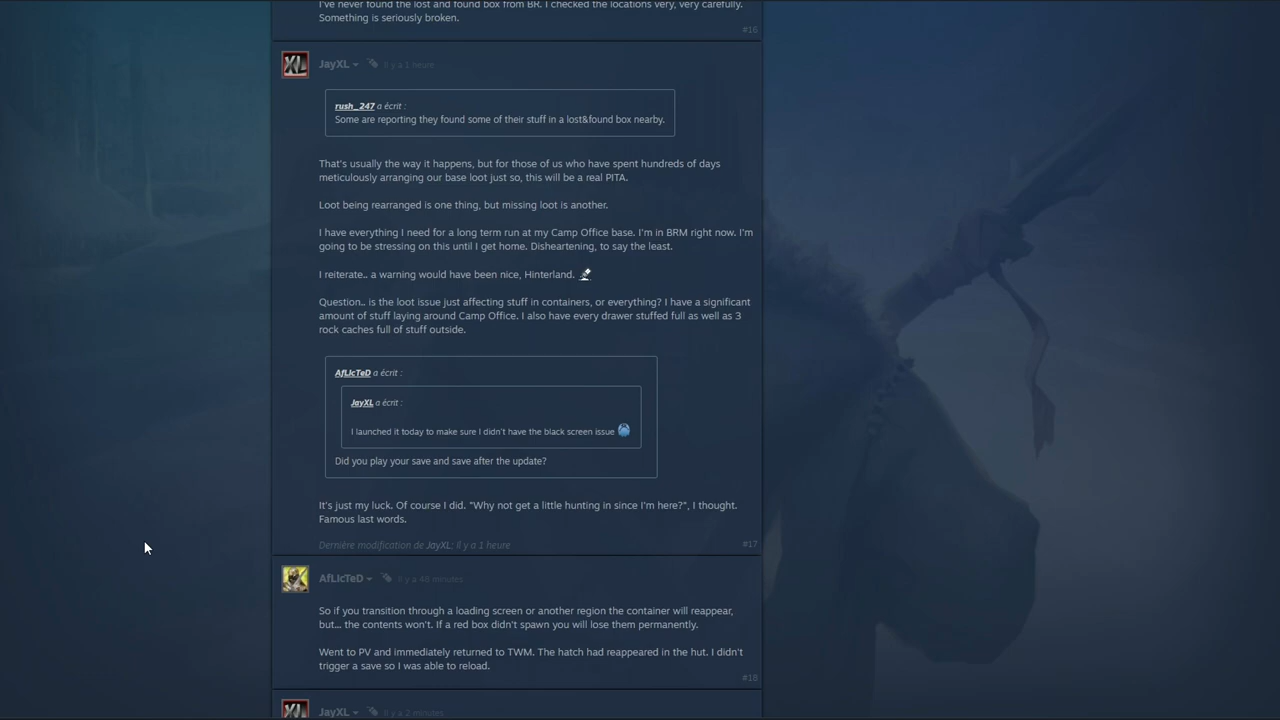 I've never found the lost and found box from BR. I checked the locations very, very carefully.
Something is seriously broken.
#16
JayXL
Il y a 1 heure
rush_247 a écrit :
Some are reporting they found some of their stuff in a lost&found box nearby.
That's usually the way it happens, but for those of us who have spent hundreds of days
meticulously arranging our base loot just so, this will be a real PITA.
Loot being rearranged is one thing, but missing loot is another.
I have everything I need for a long term run at my Camp Office base. I'm in BRM right now. I'm
going to be stressing on this until I get home. Disheartening, to say the least.
I reiterate.. a warning would have been nice, Hinterland.
Question.. is the loot issue just affecting stuff in containers, or everything? I have a significant
amount of stuff laying around Camp Office. I also have every drawer stuffed full as well as 3
rock caches full of stuff outside.
AfLIcTeD a écrit :
JayXL a écrit :
I launched it today to make sure I didn't have the black screen issue
Did you play your save and save after the update?
It's just my luck. Of course I did. "Why not get a little hunting in since I'm here?", I thought.
Famous last words.
Dernière modification de JayXL; Il y a 1 heure
#17
AfLIcTeD
Il y a 48 minutes
So if you transition through a loading screen or another region the container will reappear,
but... the contents won't. If a red box didn't spawn you will lose them permanently.
Went to PV and immediately returned to TWM. The hatch had reappeared in the hut. I didn't
trigger a save so I was able to reload.
#18
JayXL
Il y a 2 minutes